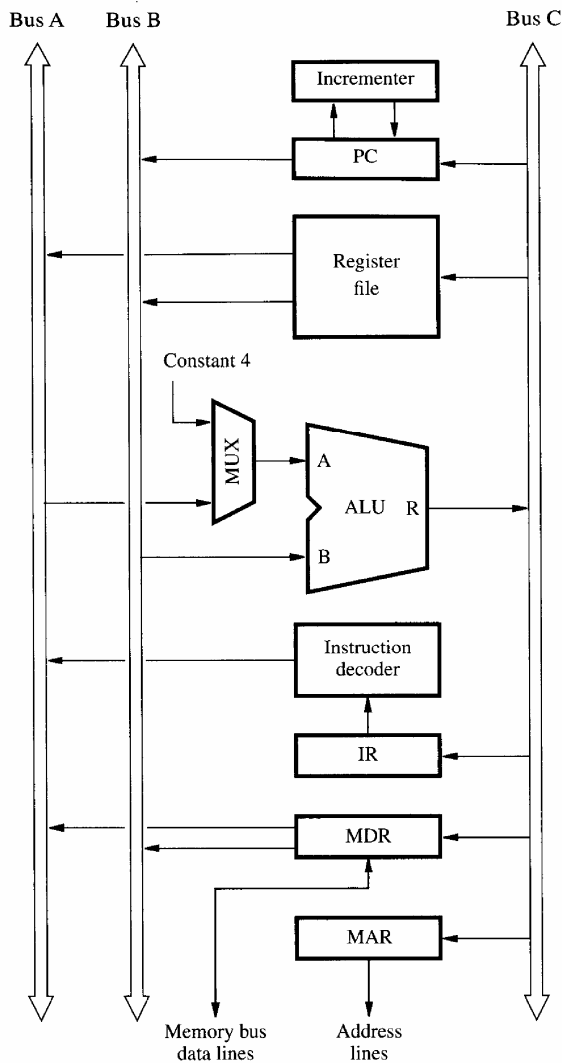 Bus A
Bus B
Bus C
Incrementer
PC
Register
file
Constant 4
MUX
A
ALU
R
B
Instruction
decoder
IR
MDR
MAR
Memory bus
data lines
Address
lines